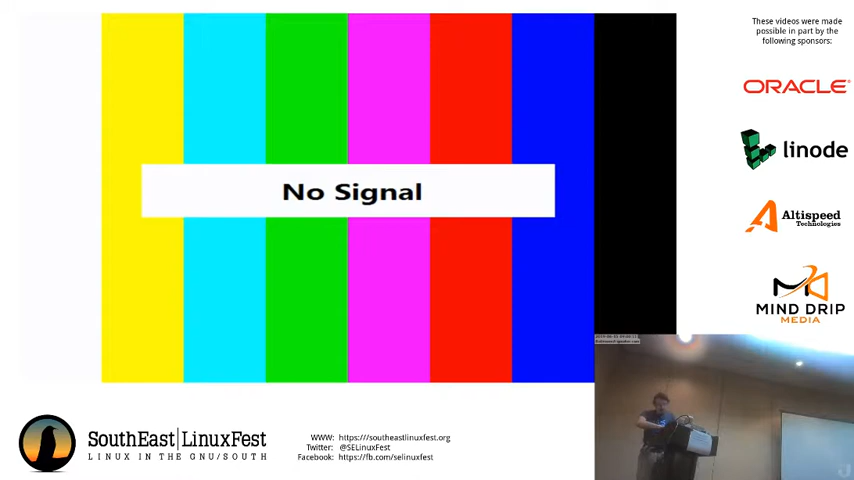 These videos were made
possible in part by the
following sponsors:
ORACLE
linode
Altispeed
Technologies
MIND DRIP
MEDIA
No Signal
SouthEast LinuxFest
LINUX IN THE GNU/SOUTH
WWW: https:///southeastlinuxfest.org
Twitter: @SELinuxFest
Facebook: https://fb.com/selinuxfest